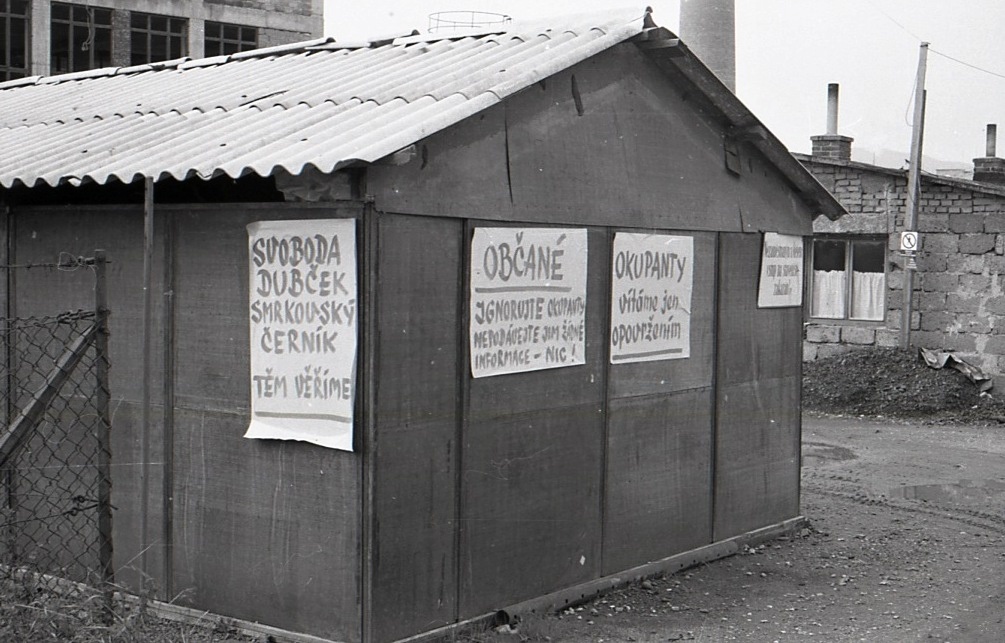 SVOBODA
DUBČEK
SMRKOVSKÝ
ČERNÍK
TĚM VĚŘÍME
OBČANÉ
IGNORUJTE OKUPANTY
NEPODÁVEJTE JIM ŽÁDNÉ
INFORMACE - NIC!
OKUPANTY
vítáme jen
opovržením